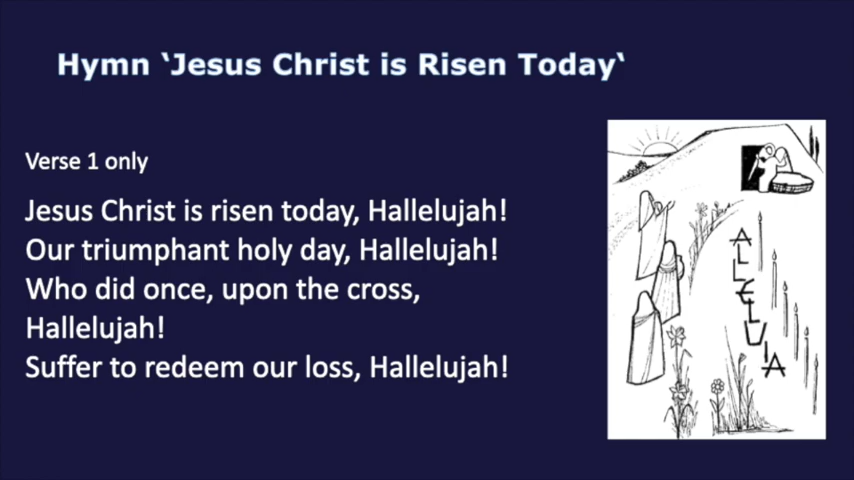 Hymn ‘Jesus Christ is Risen Today‘
Verse 1 only
Jesus Christ is risen today, Hallelujah!
Our triumphant holy day, Hallelujah!
Who did once, upon the cross,
Hallelujah!
Suffer to redeem our loss, Hallelujah!
ALLELUIA